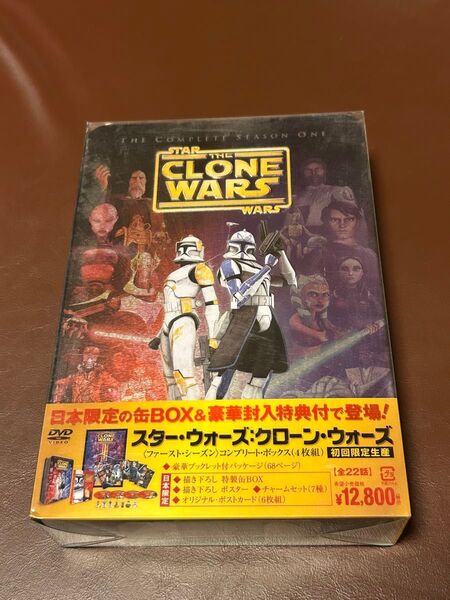 THE COMPLETE SEASON ONE
STAR
THE
CLONE
WARS
WARS
日本限定の缶BOX&豪華封入特典付で登場!
DVD
VIDEO
スター・ウォーズ:クローン・ウォーズ
〈ファースト・シーズン〉コンプリート・ボックス(4枚組)
初回限定生産
◆豪華ブックレット付パッケージ(68ページ)
日本限定
◆描き下ろし 特製缶BOX
◆描き下ろし ポスター ◆チャームセット(7種)
◆オリジナル・ポストカード(6枚組)
[全22話]
希望小売価格
¥12,800